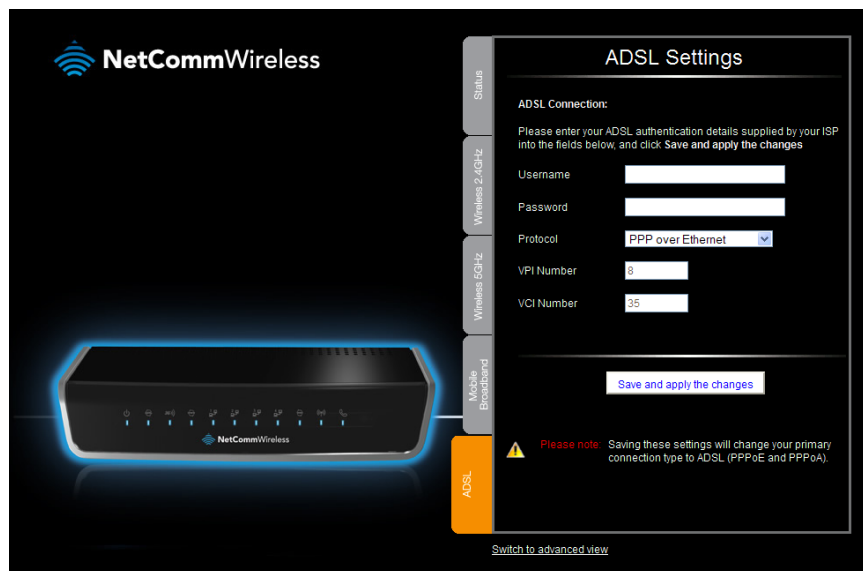 NetCommWireless
ADSL Settings
Status
Wireless 2.4GHz
Wireless 5GHz
Mobile
Broadband
ADSL
ADSL Connection:
Please enter your ADSL authentication details supplied by your ISP
into the fields below, and click Save and apply the changes
Username
Password
Protocol PPP over Ethernet
VPI Number 8
VCI Number 35
Save and apply the changes
Please note: Saving these settings will change your primary
connection type to ADSL (PPPoE and PPPoA).
NetCommWireless
Switch to advanced view